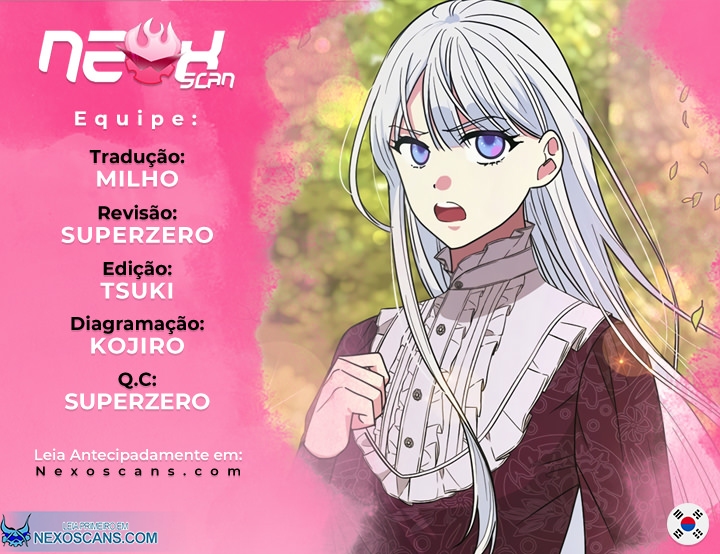 NEOX
SCAN
Equipe:
Tradução:
MILHO
Revisão:
SUPERZERO
Edição:
TSUKI
Diagramação:
KOJIRO
Q.C:
SUPERZERO
Leia Antecipadamente em:
Nexoscans.com
LEIA PRIMEIRO EM
NEXOSCANS.COM